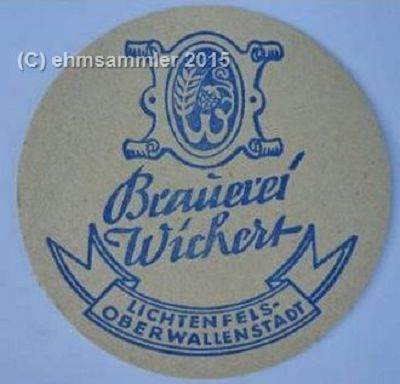 (C) ehmsammler 2015
W
Brauerei
Wichert
LICHTENFELS-
OBERWALLENSTADT